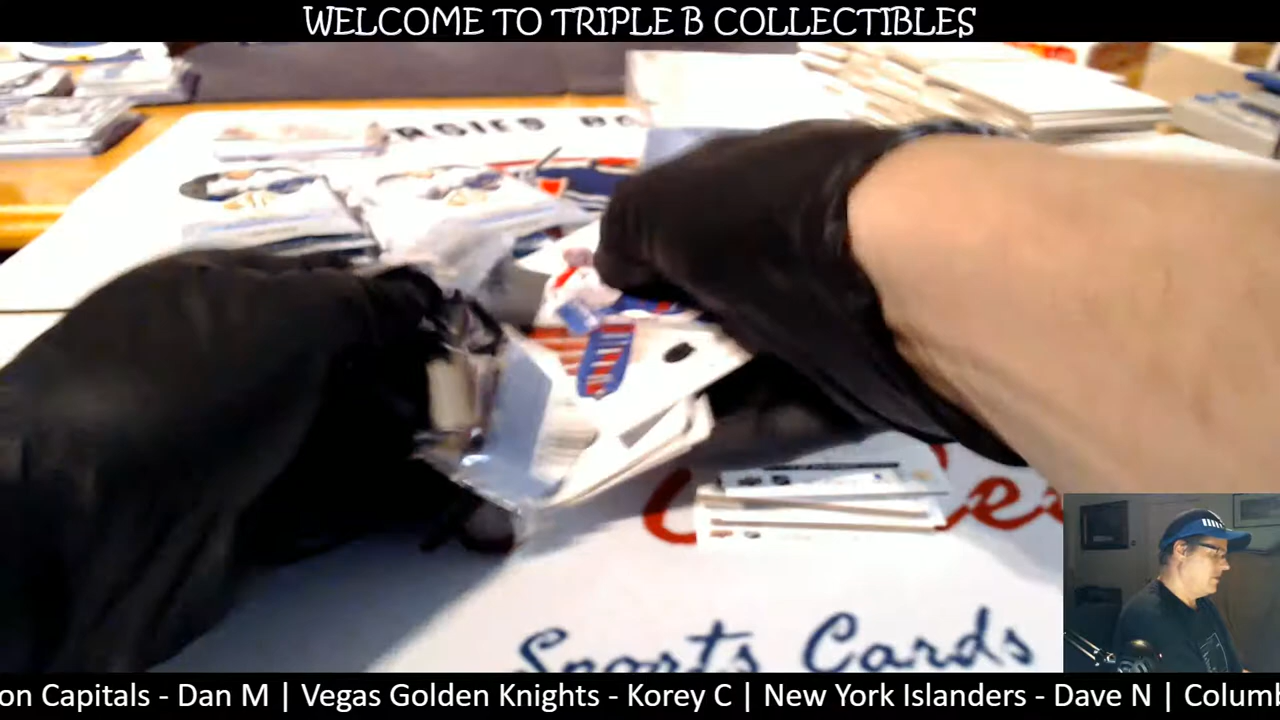 WELCOME TO TRIPLE B COLLECTIBLES
Sports Cards
on Capitals - Dan M | Vegas Golden Knights - Korey C | New York Islanders - Dave N | Columb